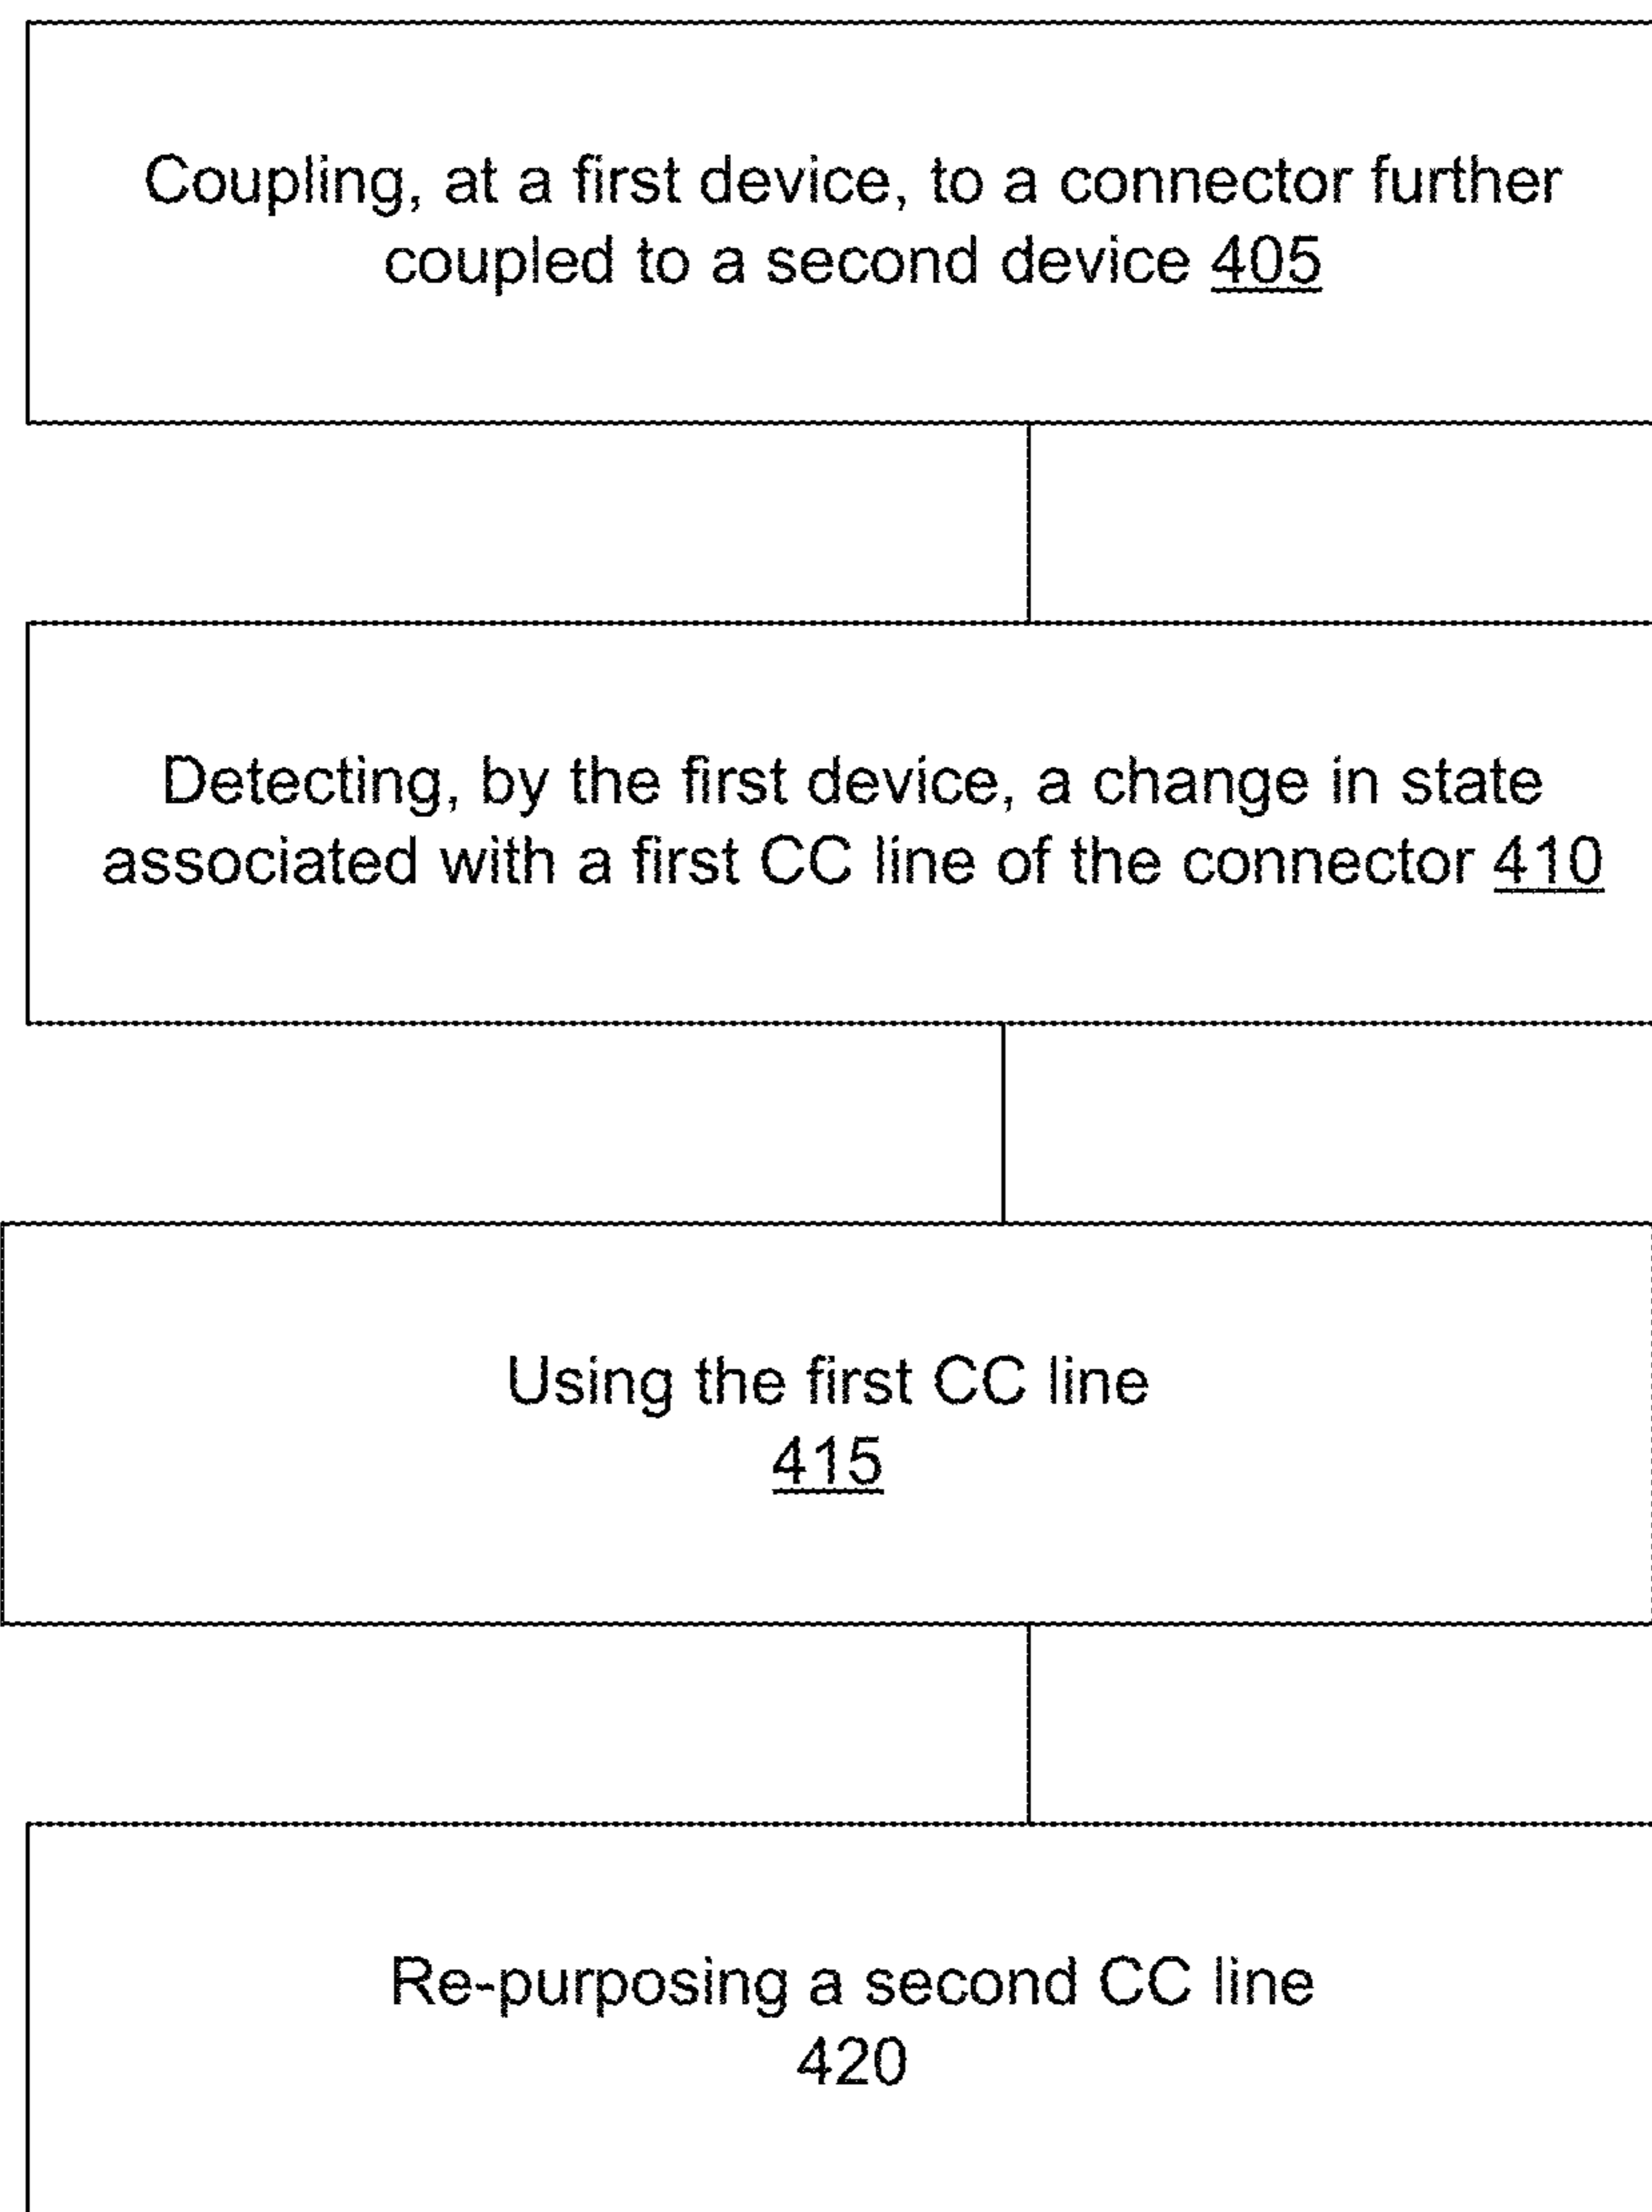 Coupling, at a first device, to a connector further
coupled to a second device 405
Detecting, by the first device, a change in state
associated with a first CC line of the connector 410
Using the first CC line
415
Re-purposing a second CC line
420